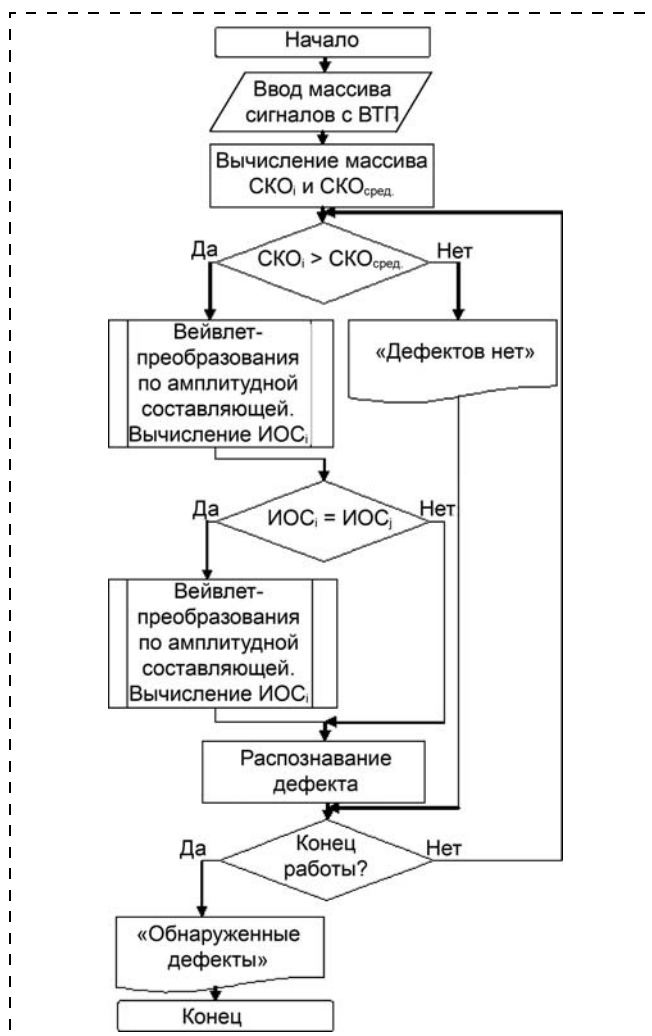 Начало
Ввод массива
сигналов с ВТП
Вычисление массива
СКОi и СКОсред.
Да
СКОi > СКОсред.
Нет
Вейвлет-
преобразования
по амплитудной
составляющей.
Вычисление ИОСi
«Дефектов нет»
Да
ИОСi = ИОСj
Нет
Вейвлет-
преобразования
по амплитудной
составляющей.
Вычисление ИОСi
Распознавание
дефекта
Да
Конец
работы?
Нет
«Обнаруженные
дефекты»
Конец